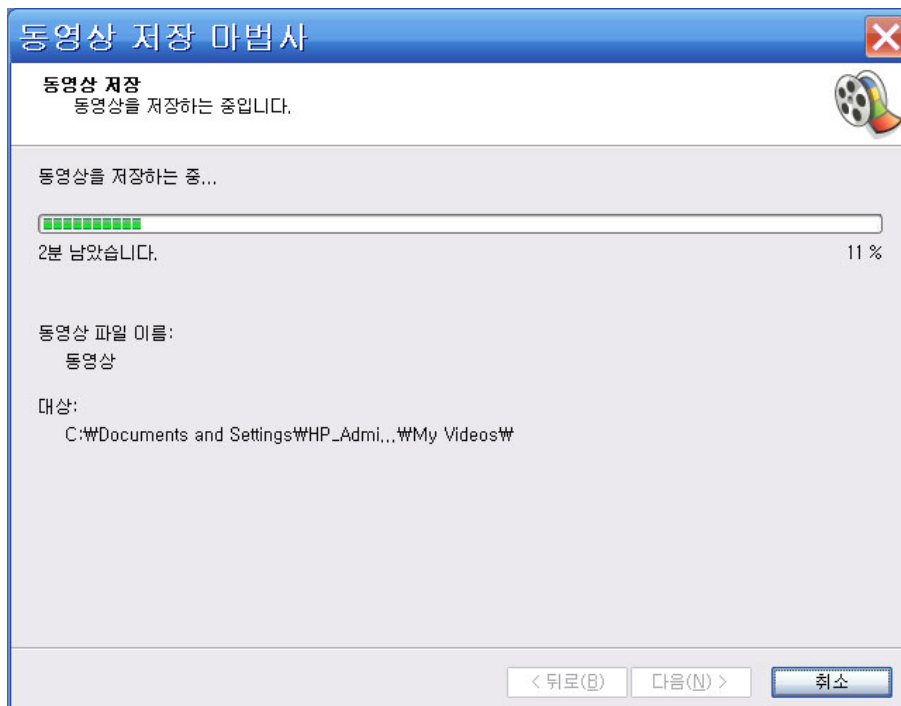 동영상 저장 마법사
동영상 저장
동영상을 저장하는 중입니다.
동영상을 저장하는 중...
2분 남았습니다. 11 %
동영상 파일 이름:
동영상
대상:
C:₩Documents and Settings₩HP_Admi...₩My Videos₩
< 뒤로(B) 다음(N) > 취소